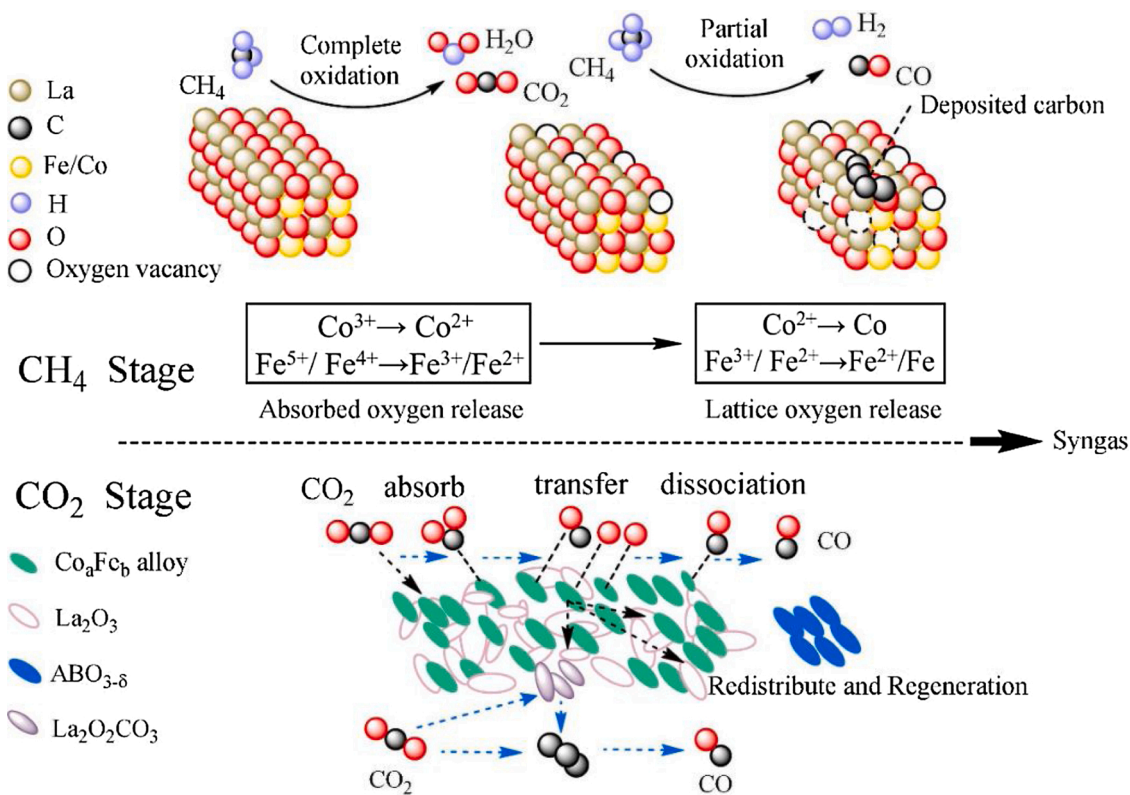 Complete
oxidation
H2O
CO2
CH4
Partial
oxidation
H2
CO
CH4
Deposited carbon
La
C
Fe/Co
H
O
Oxygen vacancy
CH4 Stage
Co3+→ Co2+
Fe5+/ Fe4+→Fe3+/Fe2+
Absorbed oxygen release
Co2+→ Co
Fe3+/ Fe2+→Fe2+/Fe
Lattice oxygen release
Syngas
CO2 Stage
CO2
absorb
transfer
dissociation
CO
CoaFeb alloy
La2O3
ABO3-δ
La2O2CO3
Redistribute and Regeneration
CO2
CO